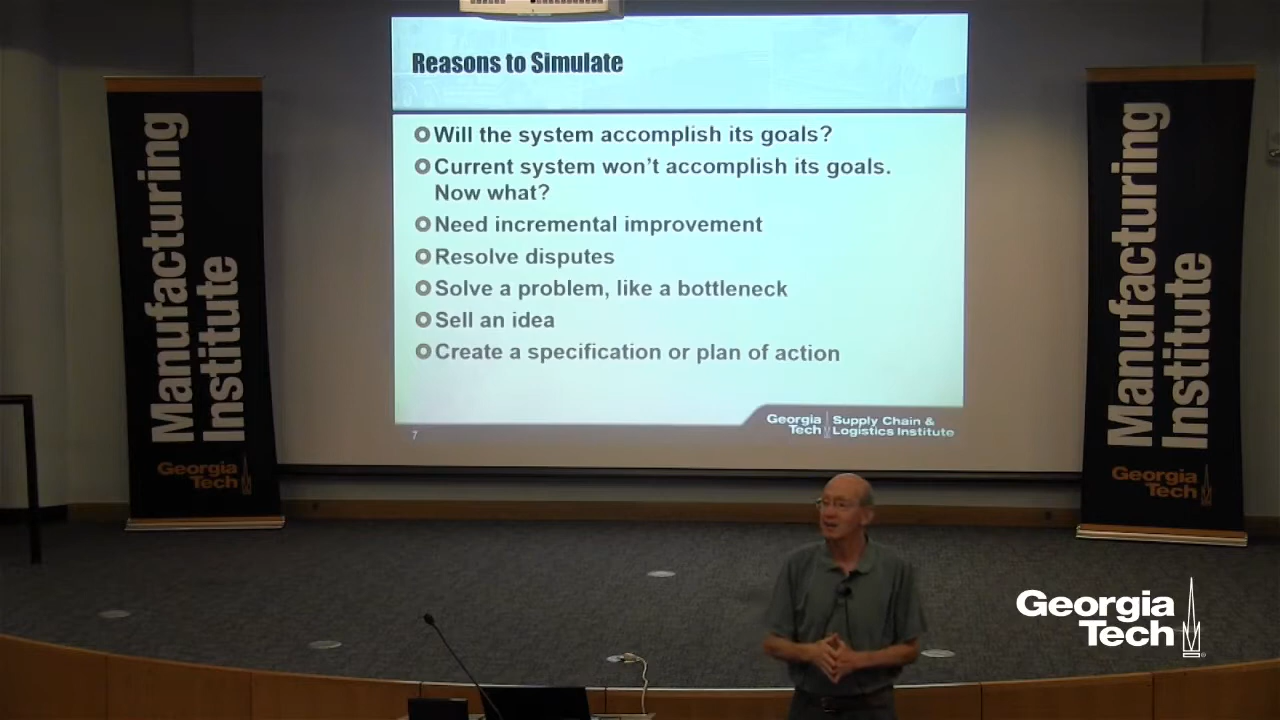 Reasons to Simulate
Will the system accomplish its goals?
Current system won't accomplish its goals.
Now what?
Need incremental improvement
Resolve disputes
Solve a problem, like a bottleneck
Sell an idea
Create a specification or plan of action
7
Georgia
Tech
Supply Chain &
Logistics Institute
Manufacturing
Institute
Georgia
Tech
Manufacturing
Institute
Georgia
Tech
Georgia
Tech